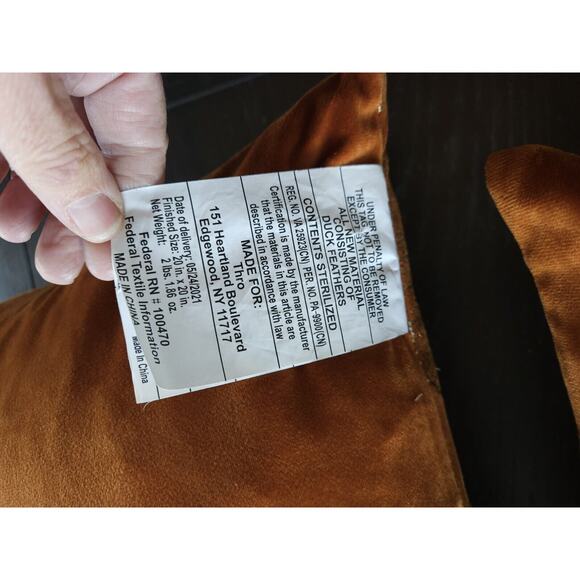 UNDER PENALTY OF LAW
THIS TAG NOT TO BE REMOVED
EXCEPT BY THE CONSUMER
ALL NEW MATERIAL
CONSISTING OF
DUCK FEATHERS
CONTENTS STERILIZED
REG. NO. VA 25923(CN) PER. NO. PA-9900(CN)
Certification is made by the manufacturer
that the materials in this article are
described in accordance with law
MADE FOR:
Thro
151 Heartland Boulevard
Edgewood, NY 11717
Date of delivery: 05/24/2021
Finished Size: 20 in. x 20 in.
Net Weight: 2 lbs. 1.86 oz.
Federal RN # 100470
Federal Textile Information
MADE IN CHINA
made In China